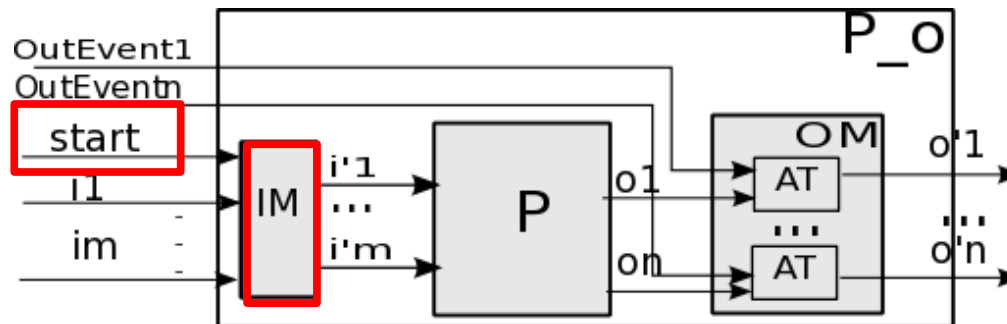 P_o
OutEvent1
OutEventn
start
i1
im
IM
i'1
...
i'm
P
o1
on
OM
AT
...
AT
o'1
...
o'n